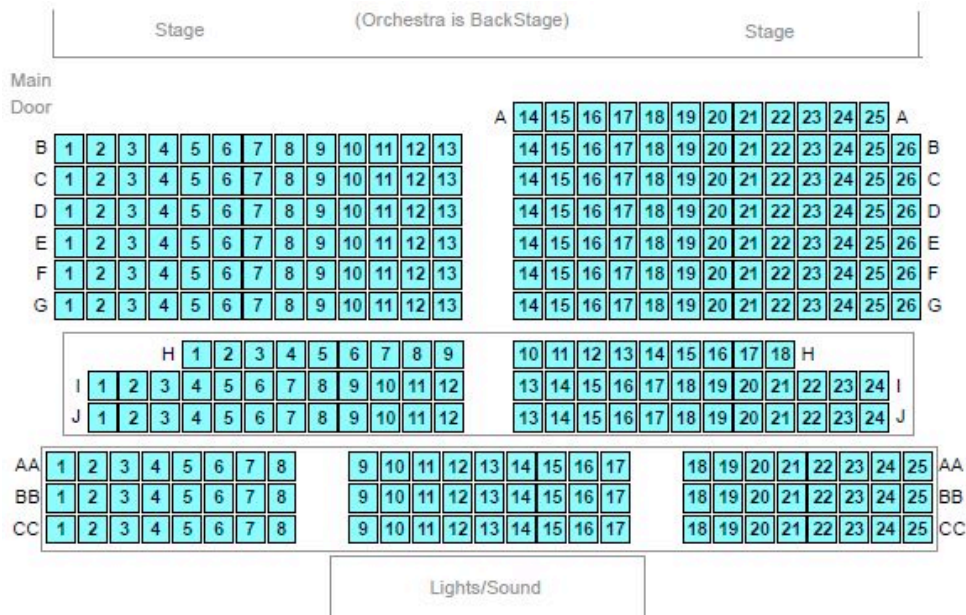 (Orchestra is BackStage)
Stage Stage
Main
Door
A 14 15 16 17 18 19 20 21 22 23 24 25 A
B 1 2 3 4 5 6 7 8 9 10 11 12 13 14 15 16 17 18 19 20 21 22 23 24 25 26 B
C 1 2 3 4 5 6 7 8 9 10 11 12 13 14 15 16 17 18 19 20 21 22 23 24 25 26 C
D 1 2 3 4 5 6 7 8 9 10 11 12 13 14 15 16 17 18 19 20 21 22 23 24 25 26 D
E 1 2 3 4 5 6 7 8 9 10 11 12 13 14 15 16 17 18 19 20 21 22 23 24 25 26 E
F 1 2 3 4 5 6 7 8 9 10 11 12 13 14 15 16 17 18 19 20 21 22 23 24 25 26 F
G 1 2 3 4 5 6 7 8 9 10 11 12 13 14 15 16 17 18 19 20 21 22 23 24 25 26 G
H 1 2 3 4 5 6 7 8 9 10 11 12 13 14 15 16 17 18 H
I 1 2 3 4 5 6 7 8 9 10 11 12 13 14 15 16 17 18 19 20 21 22 23 24 I
J 1 2 3 4 5 6 7 8 9 10 11 12 13 14 15 16 17 18 19 20 21 22 23 24 J
AA 1 2 3 4 5 6 7 8 9 10 11 12 13 14 15 16 17 18 19 20 21 22 23 24 25 AA
BB 1 2 3 4 5 6 7 8 9 10 11 12 13 14 15 16 17 18 19 20 21 22 23 24 25 BB
CC 1 2 3 4 5 6 7 8 9 10 11 12 13 14 15 16 17 18 19 20 21 22 23 24 25 CC
Lights/Sound